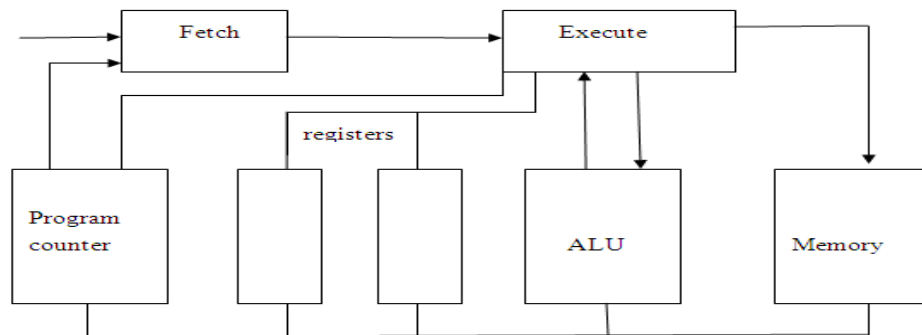 Fetch
Execute
registers
Program
counter
ALU
Memory